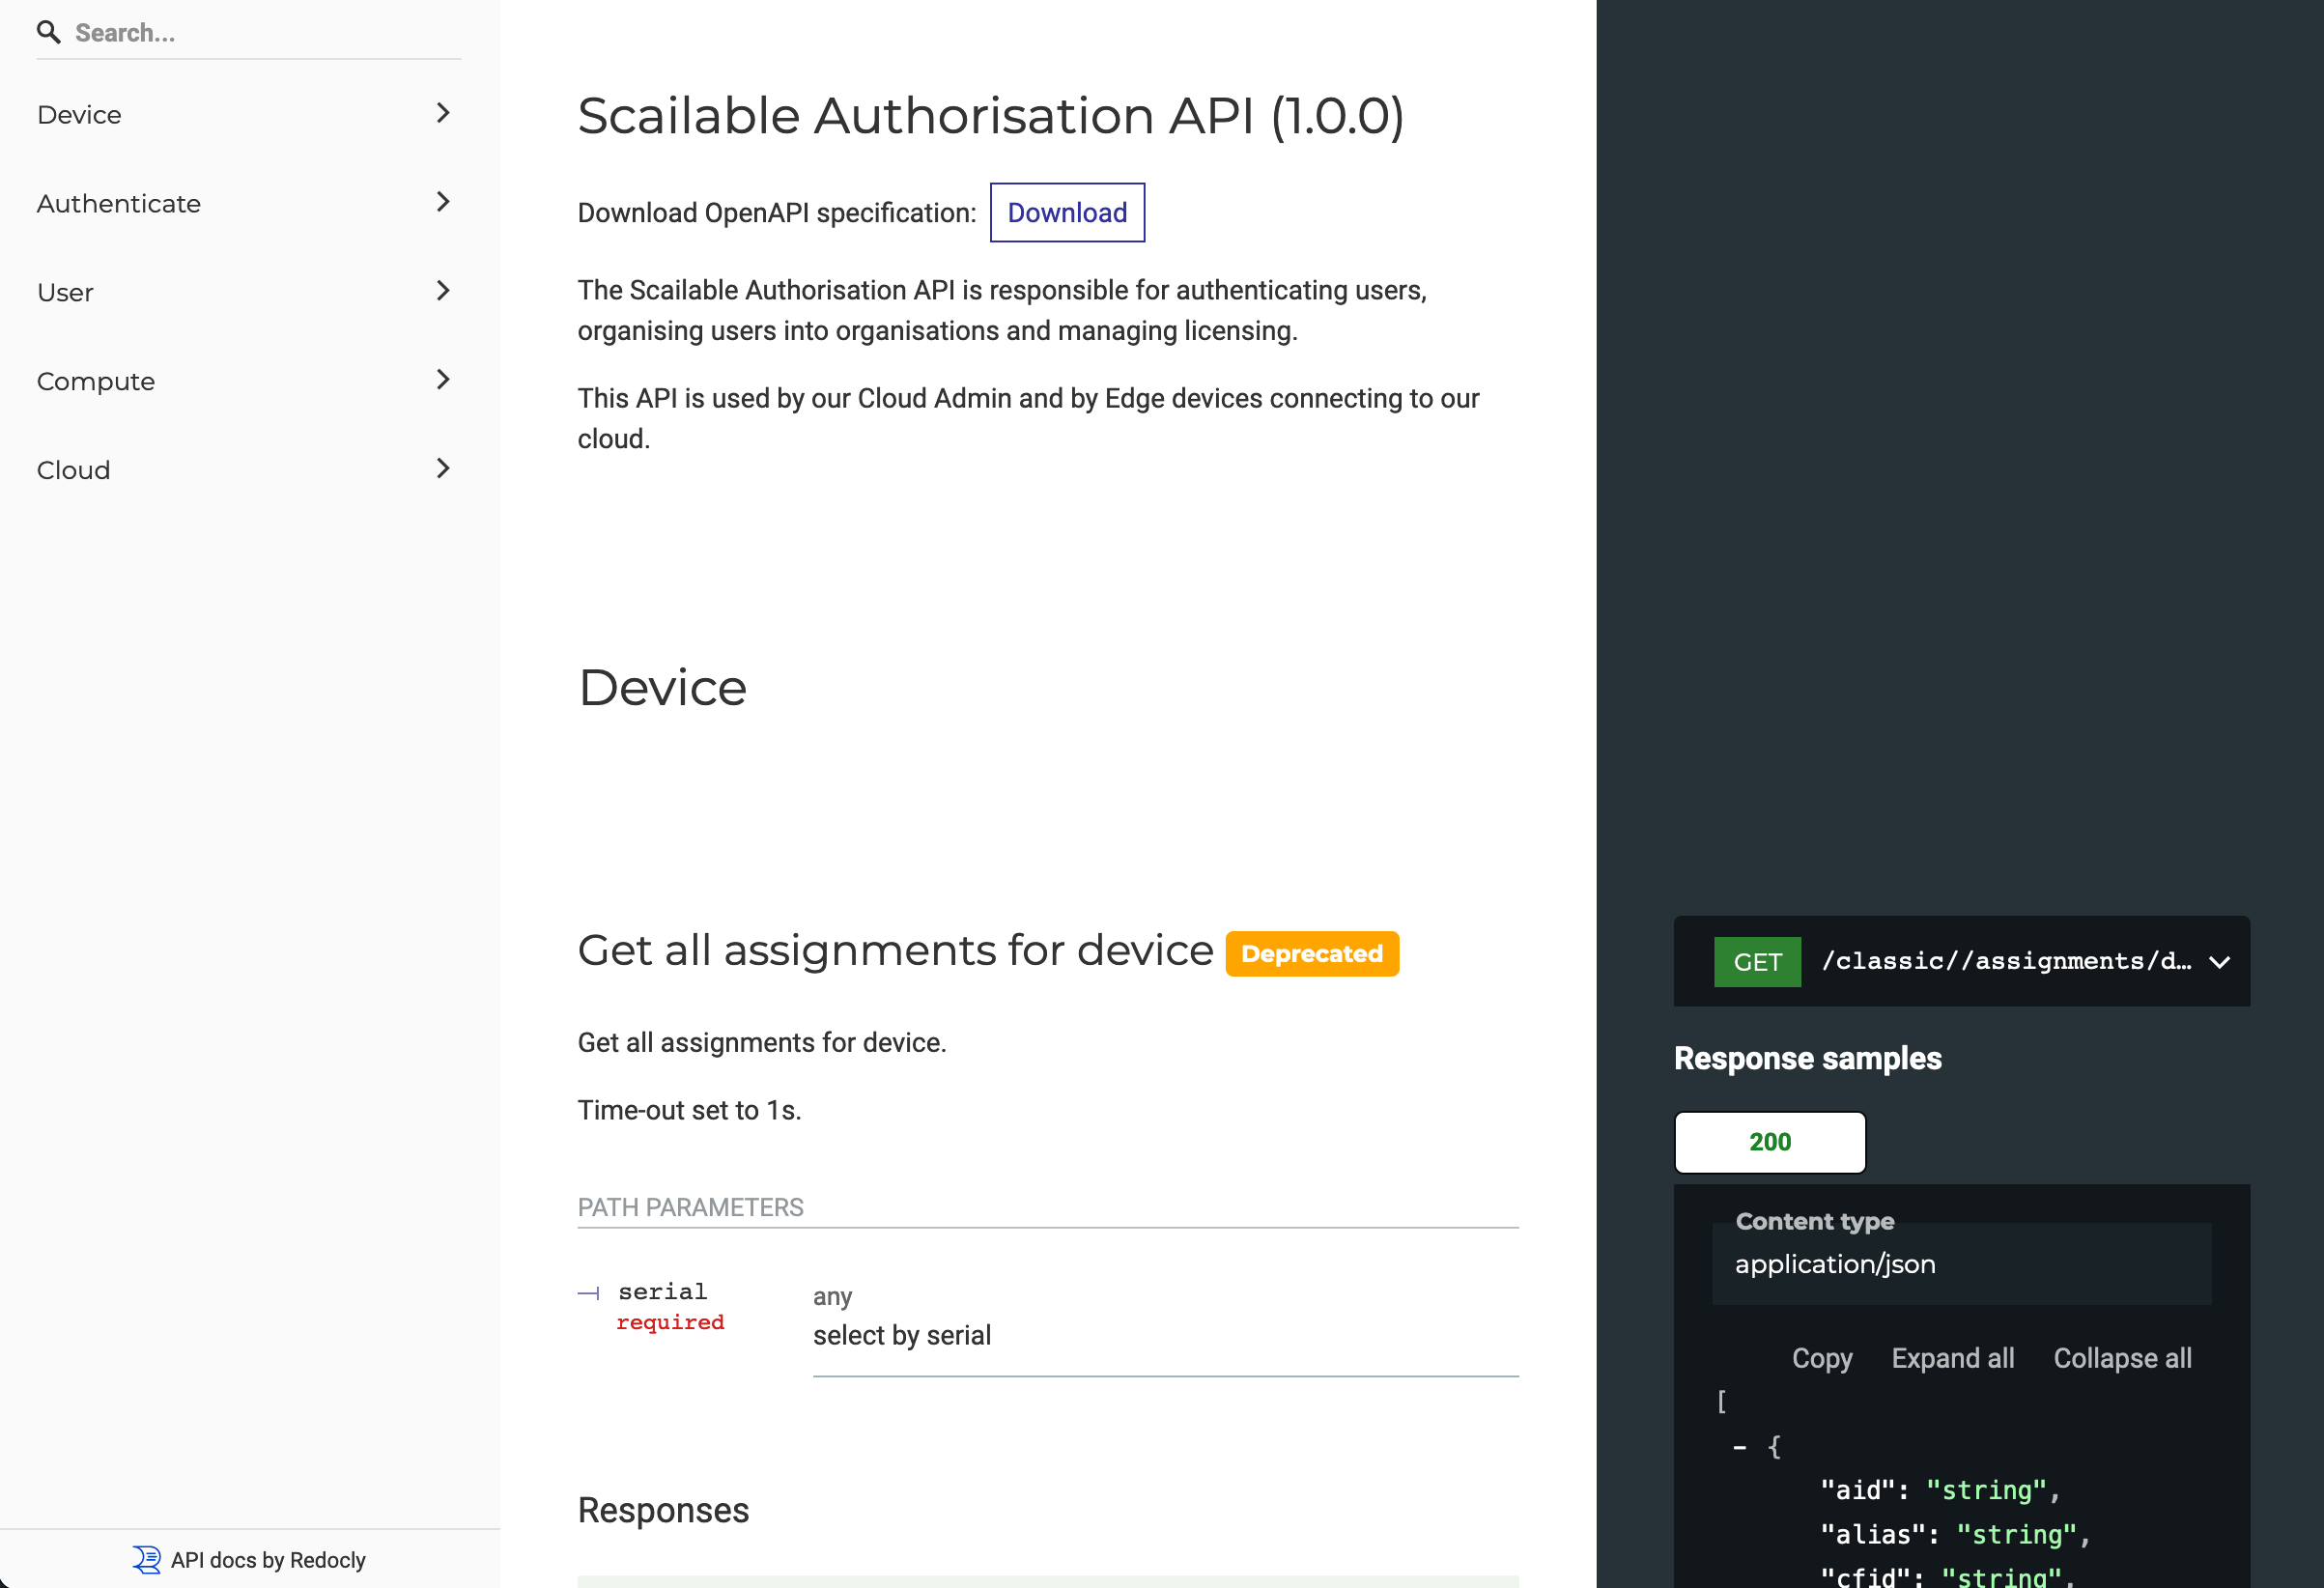 Search...
Device
Authenticate
User
Compute
Cloud
API docs by Redocly
Scailable Authorisation API (1.0.0)
Download OpenAPI specification: Download
The Scailable Authorisation API is responsible for authenticating users,
organising users into organisations and managing licensing.
This API is used by our Cloud Admin and by Edge devices connecting to our
cloud.
Device
Get all assignments for device Deprecated
Get all assignments for device.
Time-out set to 1s.
PATH PARAMETERS
serial
required
any
select by serial
Responses
GET /classic//assignments/d…
Response samples
200
Content type
application/json
Copy Expand all Collapse all
[
- {
"aid": "string",
"alias": "string",
"cfid": "string",